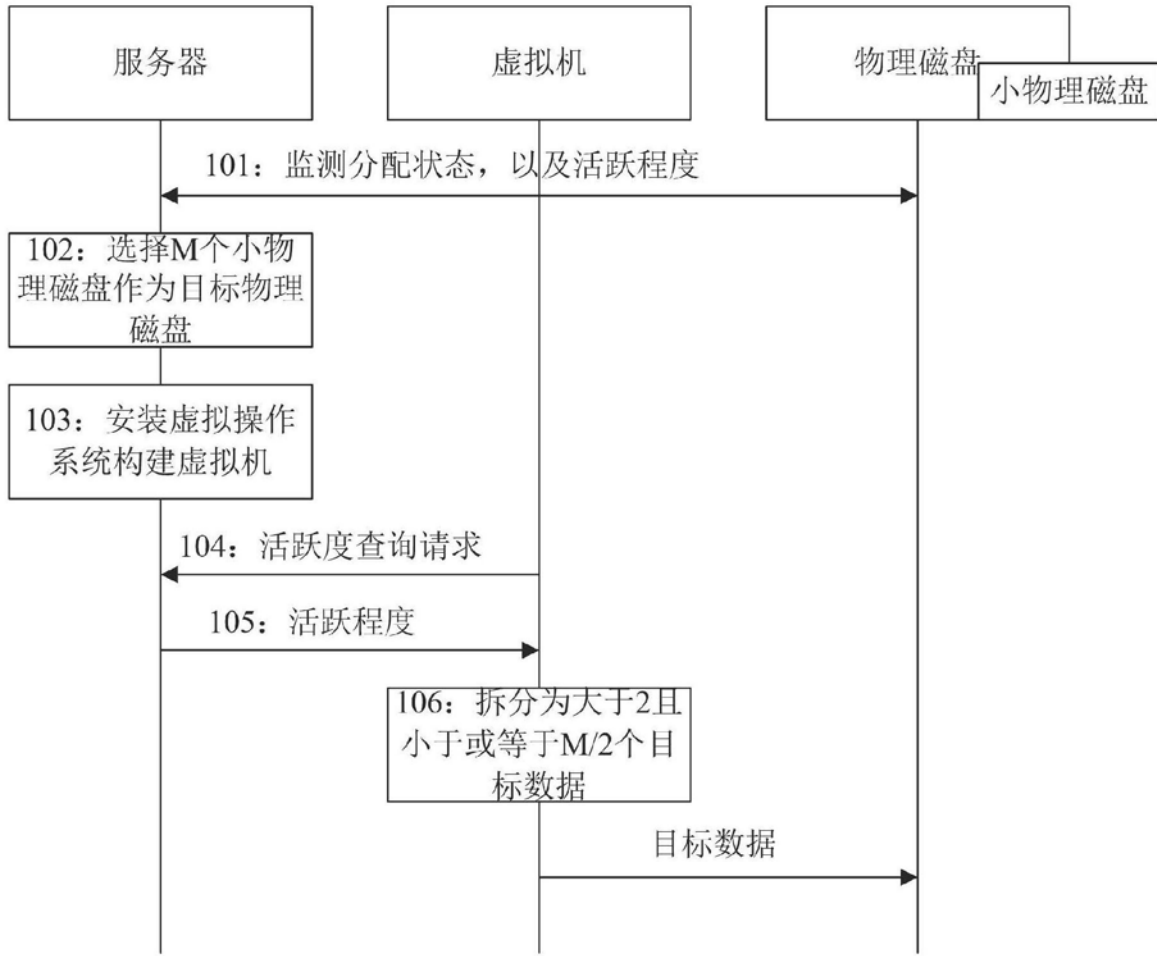 服务器
虚拟机
物理磁盘
小物理磁盘
101：监测分配状态，以及活跃程度
102：选择M个小物
理磁盘作为目标物理
磁盘
103：安装虚拟操作
系统构建虚拟机
104：活跃度查询请求
105：活跃程度
106：拆分为大于2且
小于或等于M/2个目
标数据
目标数据